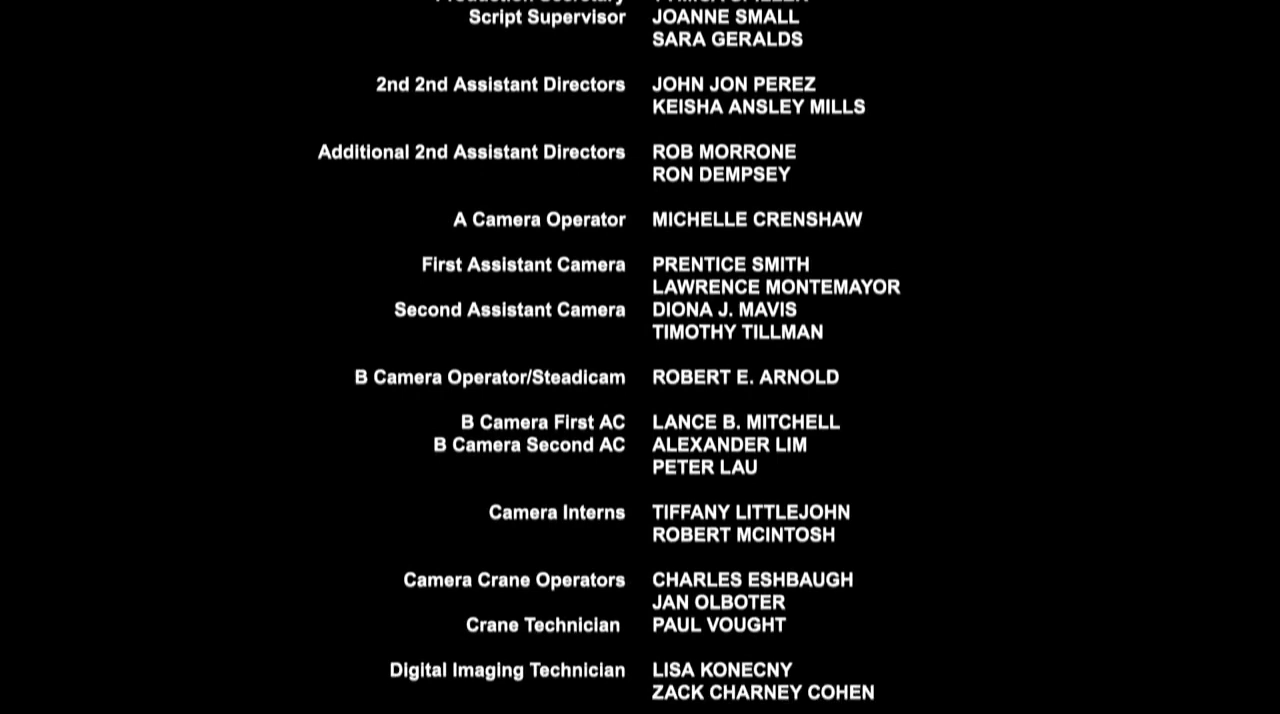 Script Supervisor JOANNE SMALL
SARA GERALDS
2nd 2nd Assistant Directors JOHN JON PEREZ
KEISHA ANSLEY MILLS
Additional 2nd Assistant Directors ROB MORRONE
RON DEMPSEY
A Camera Operator MICHELLE CRENSHAW
First Assistant Camera PRENTICE SMITH
LAWRENCE MONTEMAYOR
Second Assistant Camera DIONA J. MAVIS
TIMOTHY TILLMAN
B Camera Operator/Steadicam ROBERT E. ARNOLD
B Camera First AC LANCE B. MITCHELL
B Camera Second AC ALEXANDER LIM
PETER LAU
Camera Interns TIFFANY LITTLEJOHN
ROBERT MCINTOSH
Camera Crane Operators CHARLES ESHBAUGH
JAN OLBOTER
Crane Technician PAUL VOUGHT
Digital Imaging Technician LISA KONECNY
ZACK CHARNEY COHEN